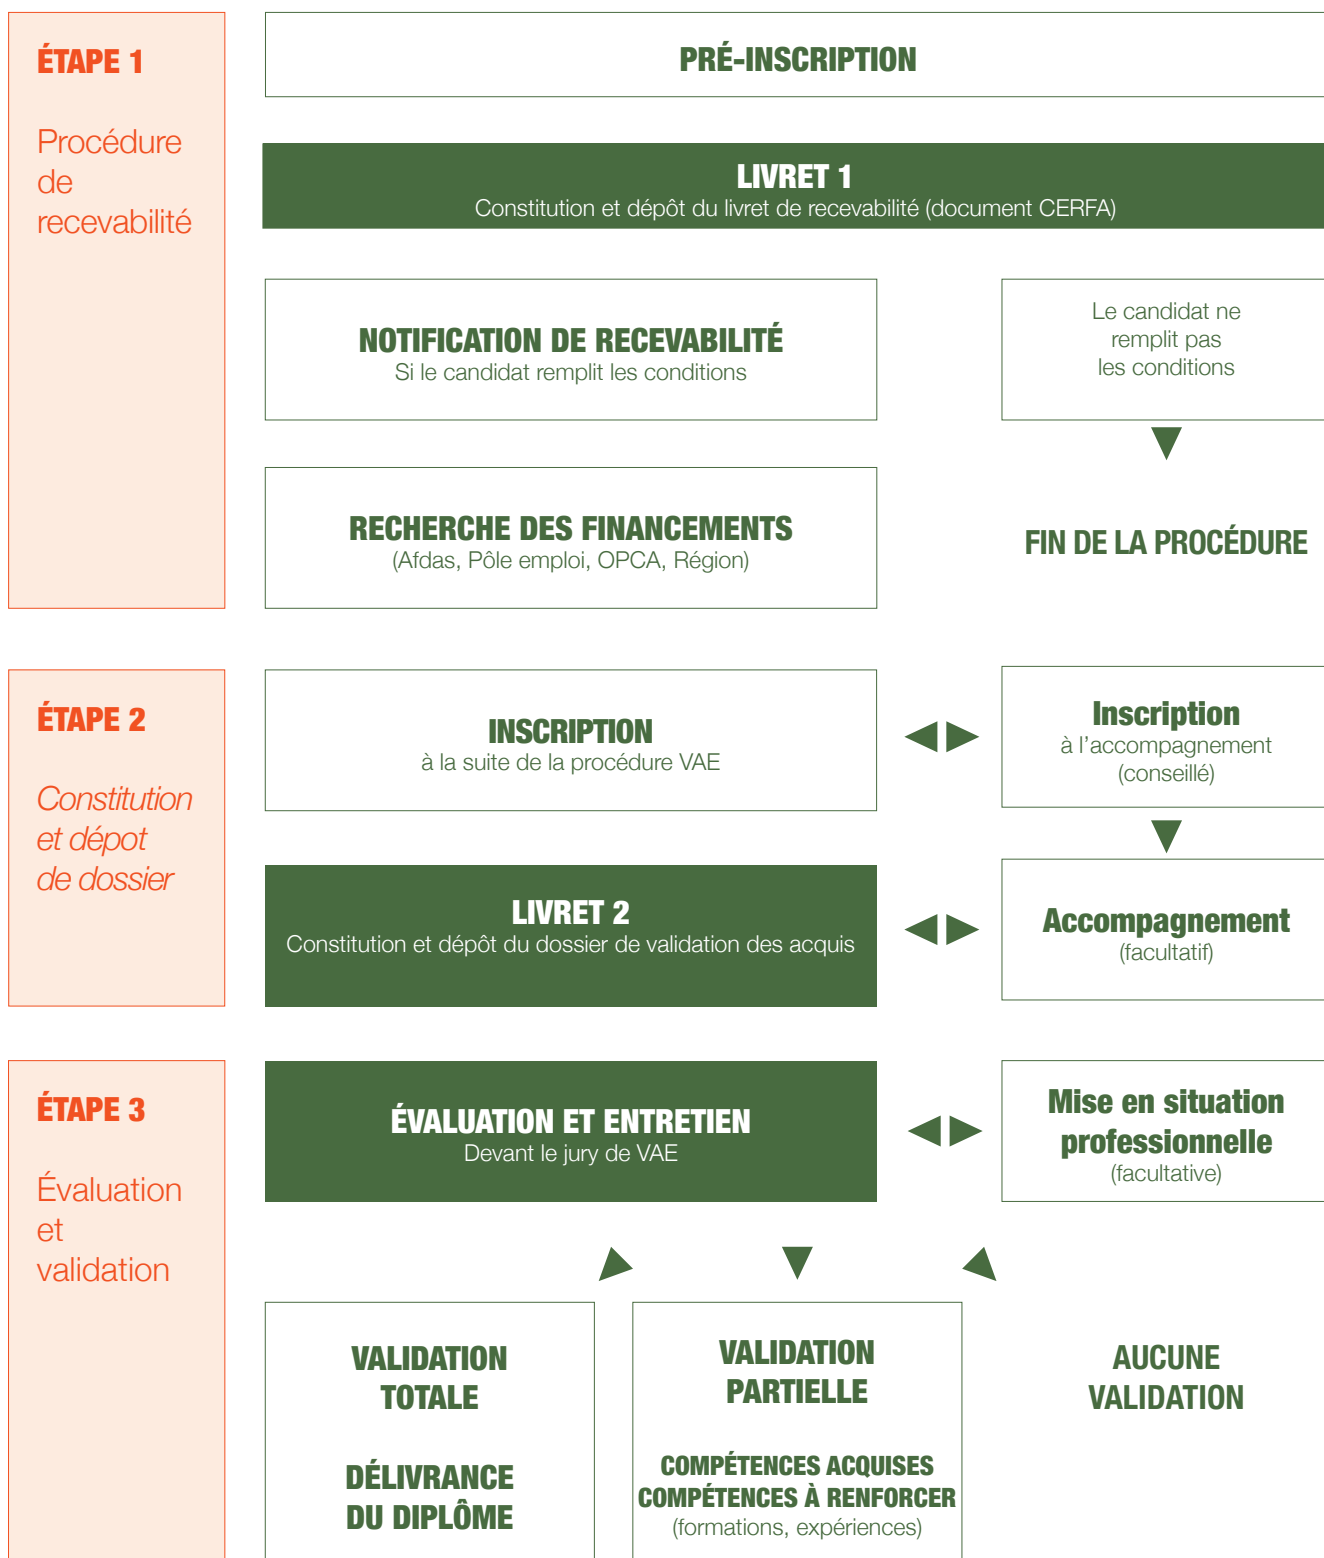 ÉTAPE 1
Procédure
de
recevabilité
PRÉ-INSCRIPTION
LIVRET 1
Constitution et dépôt du livret de recevabilité (document CERFA)
NOTIFICATION DE RECEVABILITÉ
Si le candidat remplit les conditions
Le candidat ne
remplit pas
les conditions
RECHERCHE DES FINANCEMENTS
(Afdas, Pôle emploi, OPCA, Région)
FIN DE LA PROCÉDURE
ÉTAPE 2
Constitution
et dépot
de dossier
INSCRIPTION
à la suite de la procédure VAE
Inscription
à l’accompagnement
(conseillé)
LIVRET 2
Constitution et dépôt du dossier de validation des acquis
Accompagnement
(facultatif)
ÉTAPE 3
Évaluation
et
validation
ÉVALUATION ET ENTRETIEN
Devant le jury de VAE
Mise en situation
professionnelle
(facultative)
VALIDATION
TOTALE
DÉLIVRANCE
DU DIPLÔME
VALIDATION
PARTIELLE
COMPÉTENCES ACQUISES
COMPÉTENCES À RENFORCER
(formations, expériences)
AUCUNE
VALIDATION